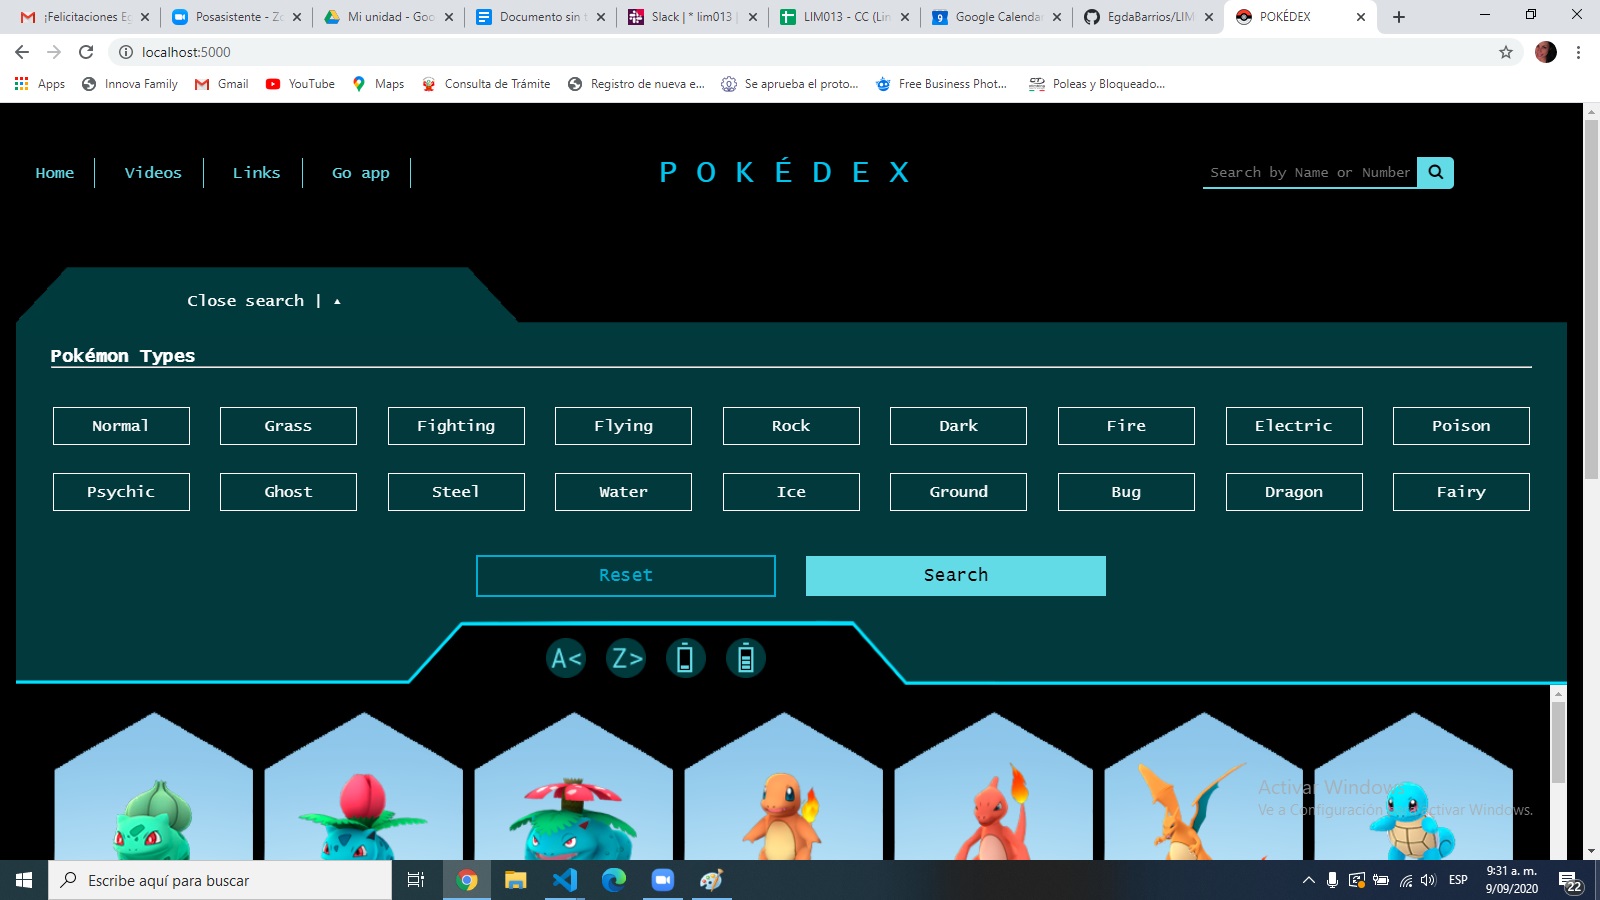 ¡Felicitaciones Eg
Posasistente - Zo
Mi unidad - Goo
Documento sin t
Slack | * lim013 |
LIM013 - CC (Lin
Google Calendar
EgdaBarrios/LIM
POKÉDEX
localhost:5000
Apps
Innova Family
Gmail
YouTube
Maps
Consulta de Trámite
Registro de nueva e...
Se aprueba el proto...
Free Business Phot...
Poleas y Bloqueado...
Home
Videos
Links
Go app
POKÉDEX
Search by Name or Number
Close search | ▲
Pokémon Types
Normal
Grass
Fighting
Flying
Rock
Dark
Fire
Electric
Poison
Psychic
Ghost
Steel
Water
Ice
Ground
Bug
Dragon
Fairy
Reset
Search
A<
Z>
Activar Windows
Ve a Configuración activar Windows.
Escribe aquí para buscar
ESP
9:31 a. m.
9/09/2020
22